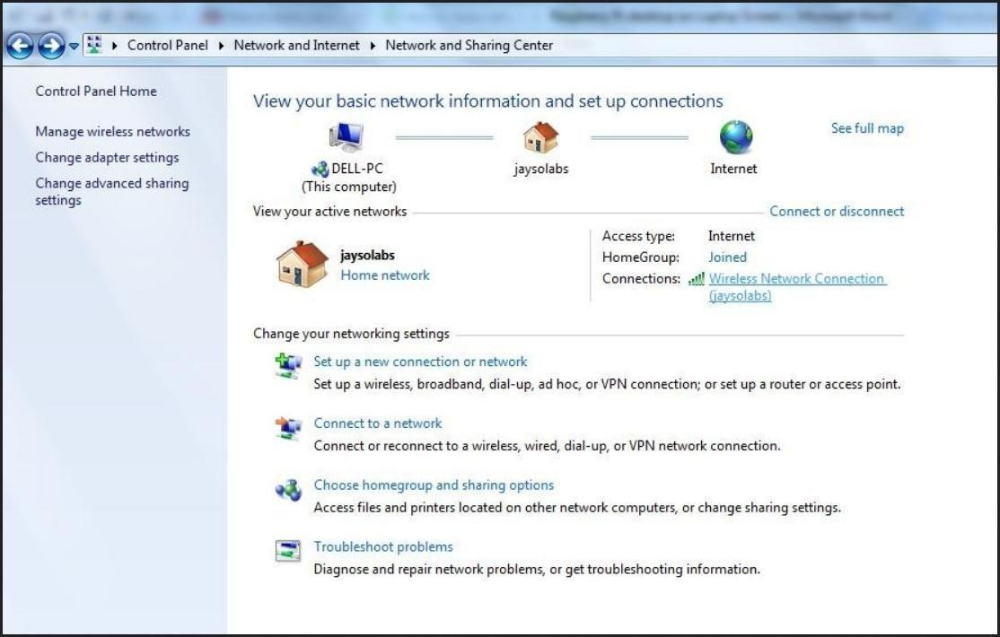 Control Panel Network and Internet Network and Sharing Center
Control Panel Home
Manage wireless networks
Change adapter settings
Change advanced sharing
settings
View your basic network information and set up connections
See full map
DELL-PC
(This computer)
jaysolabs
Internet
View your active networks
Connect or disconnect
jaysolabs
Home network
Access type: Internet
HomeGroup: Joined
Connections: Wireless Network Connection
(jaysolabs)
Change your networking settings
Set up a new connection or network
Set up a wireless, broadband, dial-up, ad hoc, or VPN connection; or set up a router or access point.
Connect to a network
Connect or reconnect to a wireless, wired, dial-up, or VPN network connection.
Choose homegroup and sharing options
Access files and printers located on other network computers, or change sharing settings.
Troubleshoot problems
Diagnose and repair network problems, or get troubleshooting information.